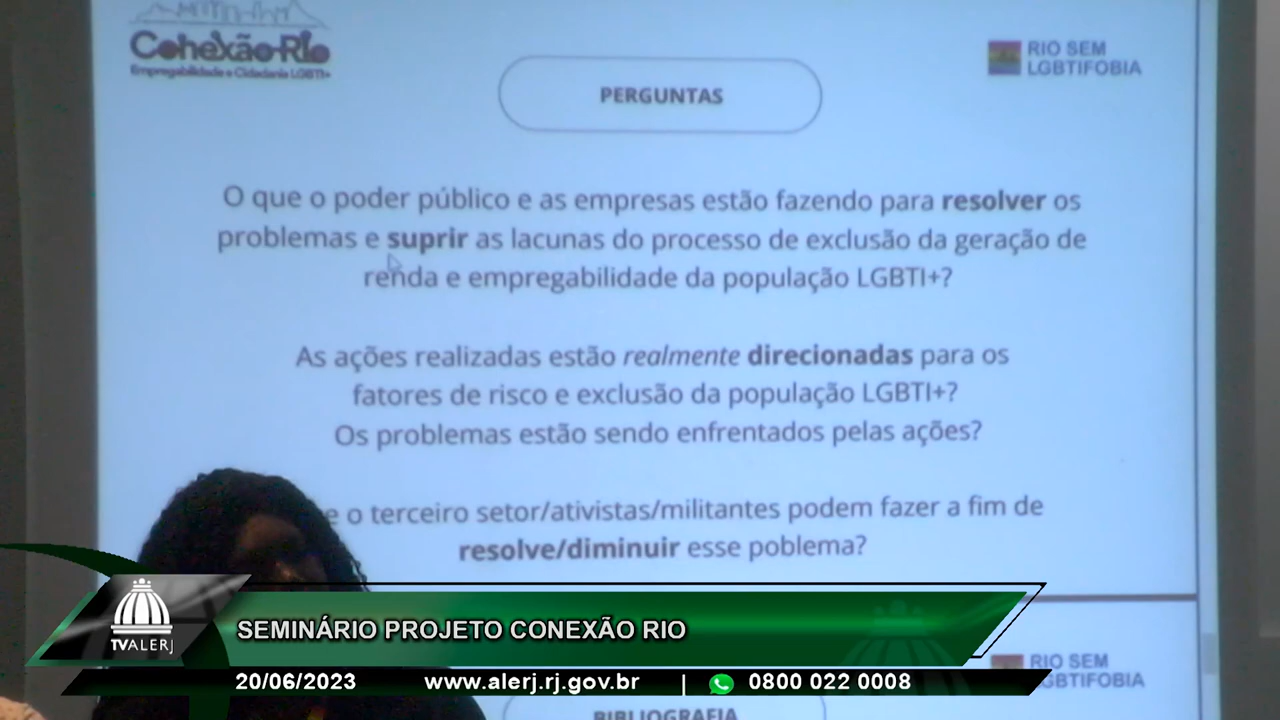 Conexão Rio
Empregabilidade e Cidadania LGBTI+
RIO SEM
LGBTIFOBIA
PERGUNTAS
O que o poder público e as empresas estão fazendo para resolver os
problemas e suprir as lacunas do processo de exclusão da geração de
renda e empregabilidade da população LGBTI+?
As ações realizadas estão realmente direcionadas para os
fatores de risco e exclusão da população LGBTI+?
Os problemas estão sendo enfrentados pelas ações?
e o terceiro setor/ativistas/militantes podem fazer a fim de
resolve/diminuir esse poblema?
TVALERJ
SEMINÁRIO PROJETO CONEXÃO RIO
RIO SEM
LGBTIFOBIA
20/06/2023 www.alerj.rj.gov.br | 0800 022 0008
BIBLIOGRAFIA